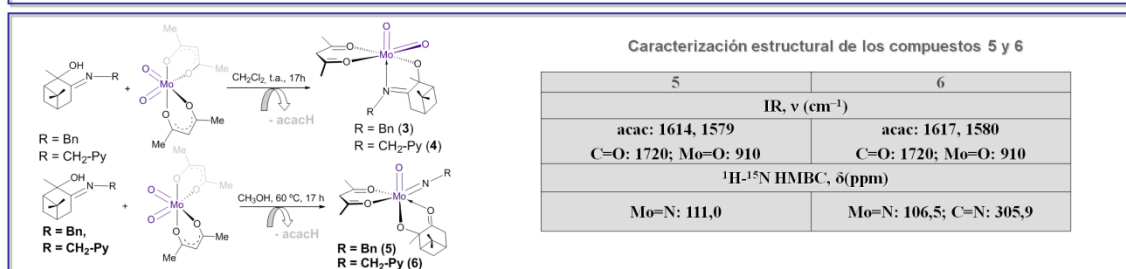 Me
OH
N-R
+
Me
O
Mo
O
O
O
O
O
Me
Me
CH2Cl2, t.a., 17h
- acacH
O
O
O
Mo
O
O
N
R
R = Bn
R = CH2-Py
R = Bn (3)
R = CH2-Py (4)
OH
N-R
+
Me
Me
O
O
O
Mo
O
O
O
Me
Me
CH3OH, 60 ºC, 17 h
- acacH
O
R
N
O
Mo
O
O
O
R = Bn,
R = CH2-Py
R = Bn (5)
R = CH2-Py (6)
Caracterización estructural de los compuestos 5 y 6
5 6
IR, ν (cm⁻¹)
acac: 1614, 1579 acac: 1617, 1580
C=O: 1720; Mo=O: 910 C=O: 1720; Mo=O: 910
¹H-¹⁵N HMBC, δ(ppm)
Mo=N: 111,0 Mo=N: 106,5; C=N: 305,9